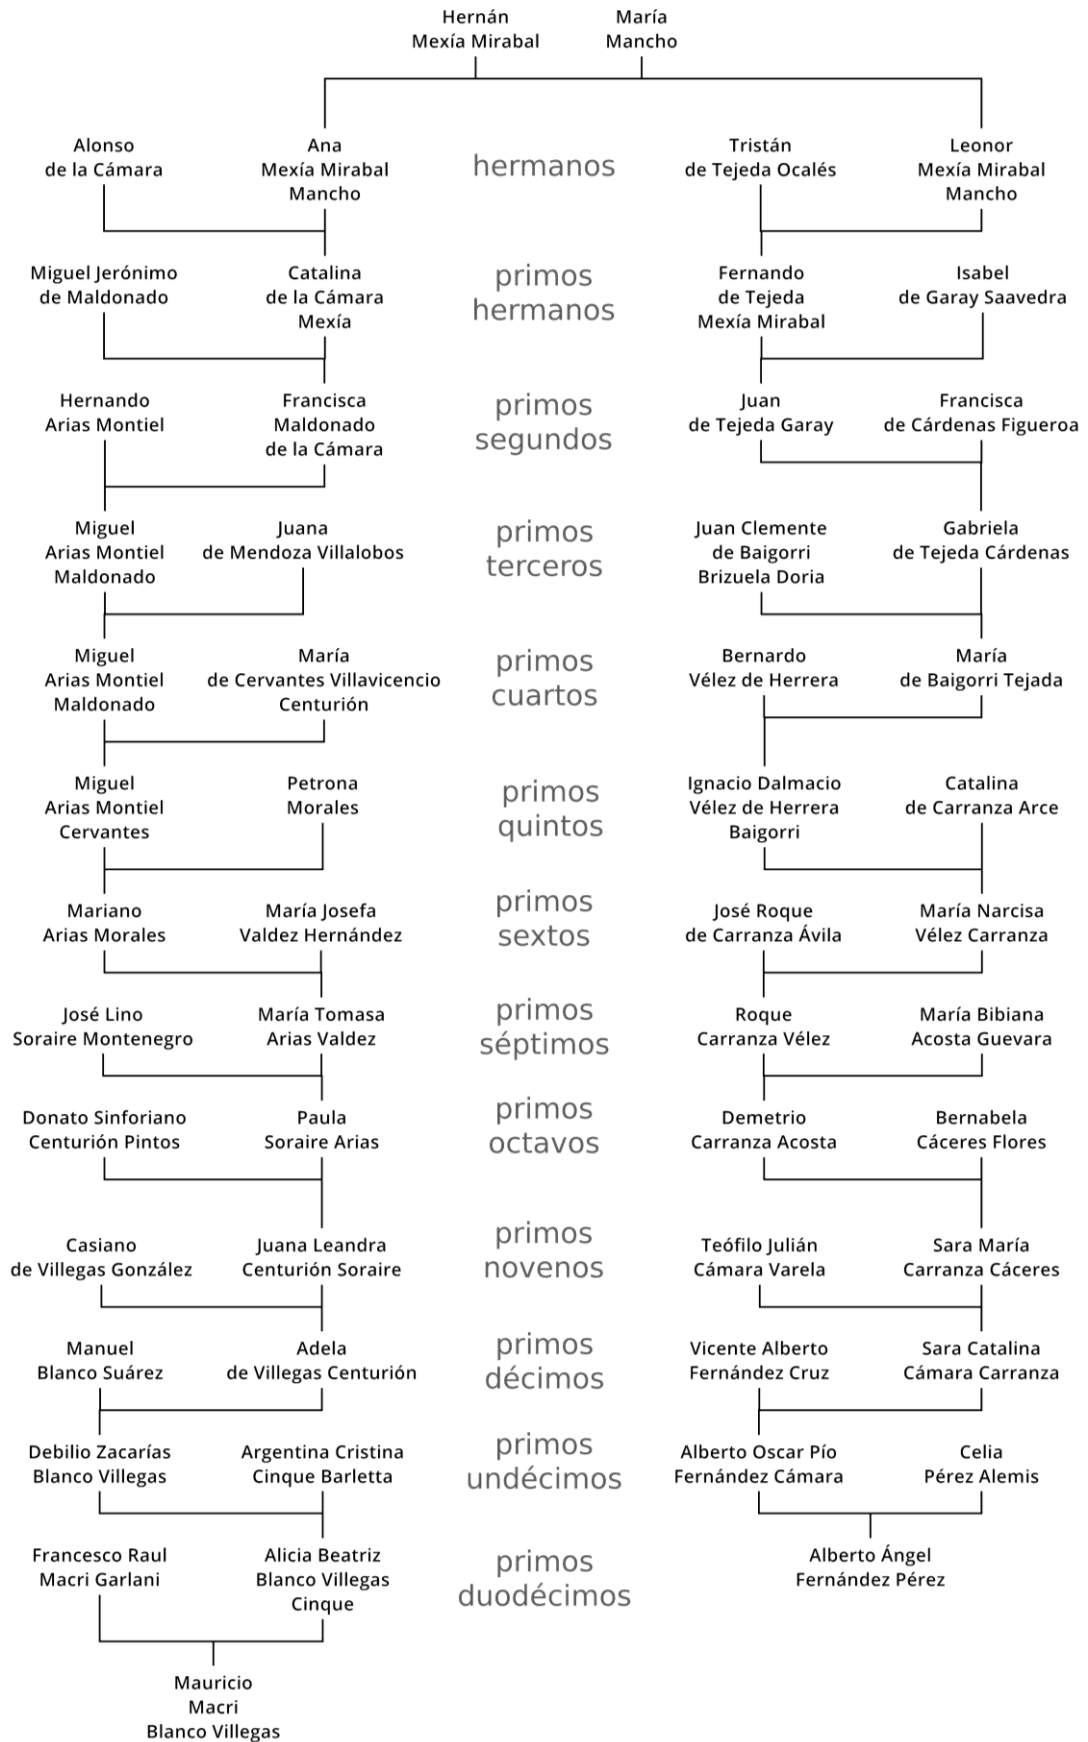 Hernán
Mexía Mirabal
María
Mancho
Alonso
de la Cámara
Ana
Mexía Mirabal
Mancho
hermanos
Tristán
de Tejeda Ocalés
Leonor
Mexía Mirabal
Mancho
Miguel Jerónimo
de Maldonado
Catalina
de la Cámara
Mexía
primos
hermanos
Fernando
de Tejeda
Mexía Mirabal
Isabel
de Garay Saavedra
Hernando
Arias Montiel
Francisca
Maldonado
de la Cámara
primos
segundos
Juan
de Tejeda Garay
Francisca
de Cárdenas Figueroa
Miguel
Arias Montiel
Maldonado
Juana
de Mendoza Villalobos
primos
terceros
Juan Clemente
de Baigorri
Brizuela Doria
Gabriela
de Tejeda Cárdenas
Miguel
Arias Montiel
Maldonado
María
de Cervantes Villavicencio
Centurión
primos
cuartos
Bernardo
Vélez de Herrera
María
de Baigorri Tejada
Miguel
Arias Montiel
Cervantes
Petrona
Morales
primos
quintos
Ignacio Dalmacio
Vélez de Herrera
Baigorri
Catalina
de Carranza Arce
Mariano
Arias Morales
María Josefa
Valdez Hernández
primos
sextos
José Roque
de Carranza Ávila
María Narcisa
Vélez Carranza
José Lino
Soraire Montenegro
María Tomasa
Arias Valdez
primos
séptimos
Roque
Carranza Vélez
María Bibiana
Acosta Guevara
Donato Sinforiano
Centurión Pintos
Paula
Soraire Arias
primos
octavos
Demetrio
Carranza Acosta
Bernabela
Cáceres Flores
Casiano
de Villegas González
Juana Leandra
Centurión Soraire
primos
novenos
Teófilo Julián
Cámara Varela
Sara María
Carranza Cáceres
Manuel
Blanco Suárez
Adela
de Villegas Centurión
primos
décimos
Vicente Alberto
Fernández Cruz
Sara Catalina
Cámara Carranza
Debilio Zacarías
Blanco Villegas
Argentina Cristina
Cinque Barletta
primos
undécimos
Alberto Oscar Pío
Fernández Cámara
Celia
Pérez Alemis
Francesco Raul
Macri Garlani
Alicia Beatriz
Blanco Villegas
Cinque
primos
duodécimos
Alberto Ángel
Fernández Pérez
Mauricio
Macri
Blanco Villegas